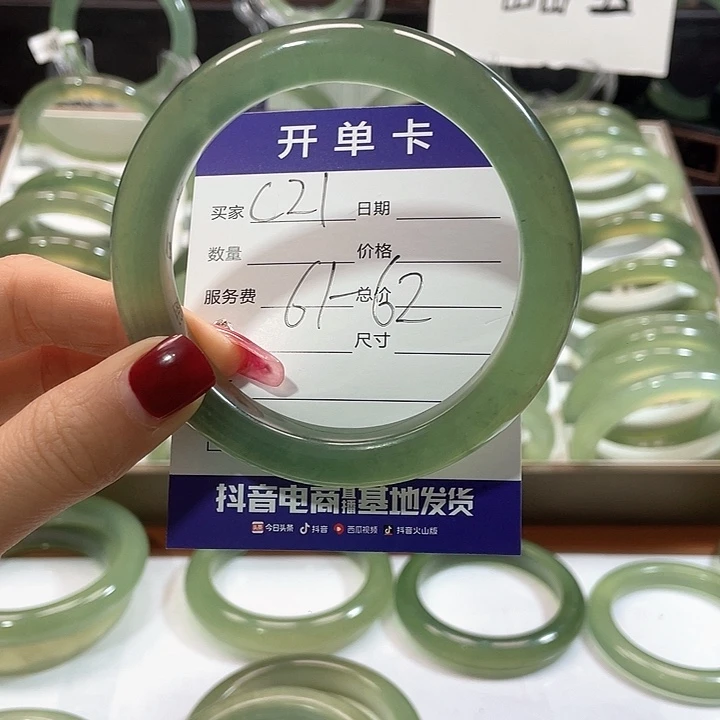 开单卡
买家 C21 日期
数量 价格
服务费 61-62 总价
尺寸
抖音电商直播基地发货
今日头条 抖音 西瓜视频 抖音火山版